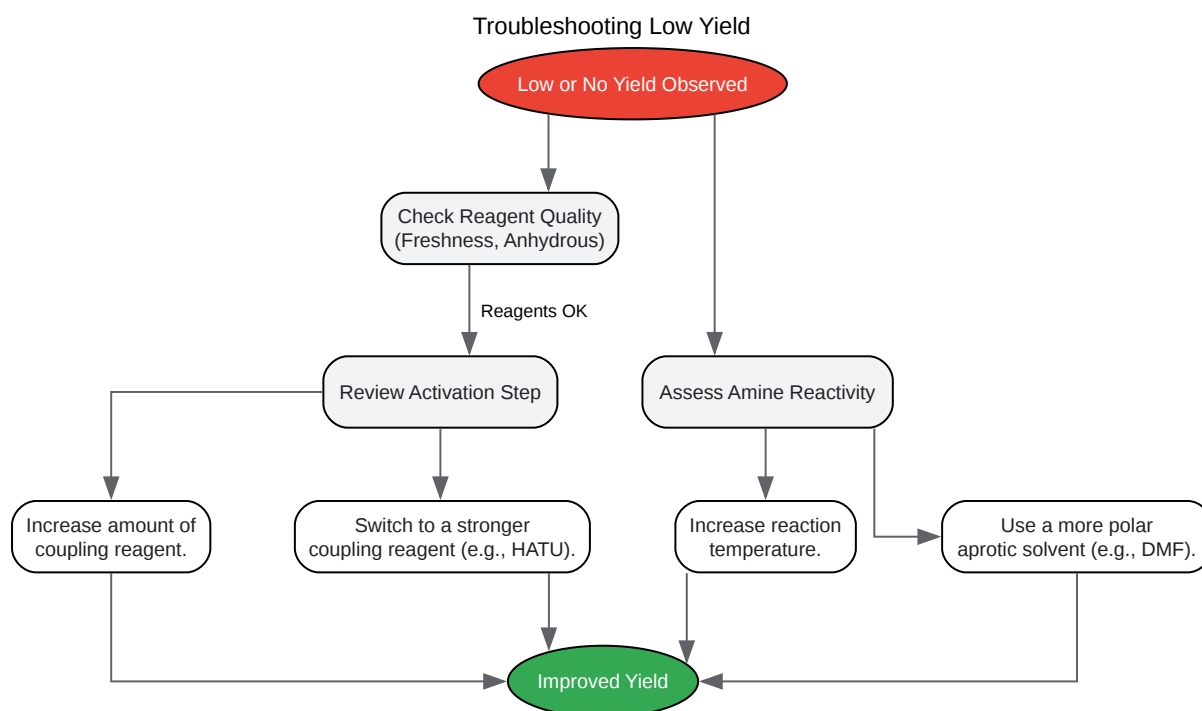 Troubleshooting Low Yield
Low or No Yield Observed
Check Reagent Quality
(Freshness, Anhydrous)
Reagents OK
Review Activation Step
Assess Amine Reactivity
Increase amount of
coupling reagent.
Switch to a stronger
coupling reagent (e.g., HATU).
Increase reaction
temperature.
Use a more polar
aprotic solvent (e.g., DMF).
Improved Yield